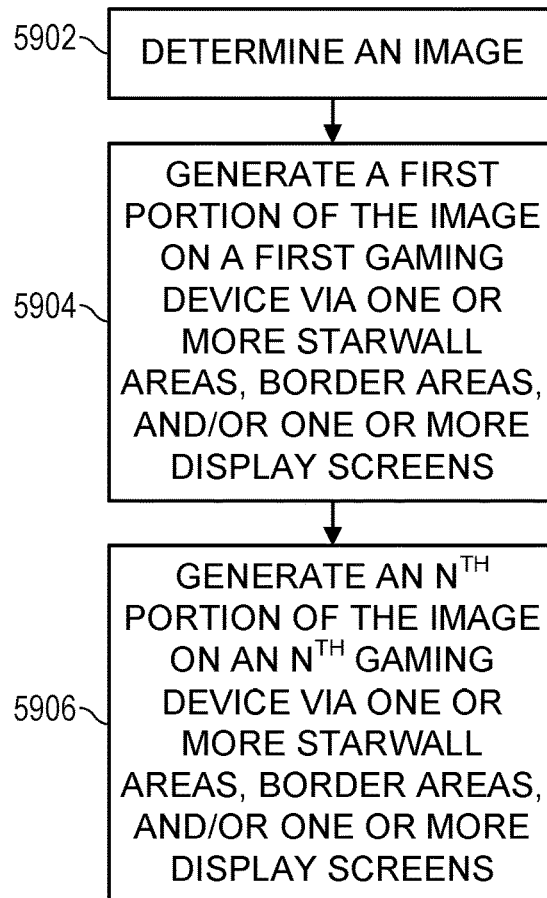 5902
DETERMINE AN IMAGE
5904
GENERATE A FIRST
PORTION OF THE IMAGE
ON A FIRST GAMING
DEVICE VIA ONE OR
MORE STARWALL
AREAS, BORDER AREAS,
AND/OR ONE OR MORE
DISPLAY SCREENS
5906
GENERATE AN NTH
PORTION OF THE IMAGE
ON AN NTH GAMING
DEVICE VIA ONE OR
MORE STARWALL
AREAS, BORDER AREAS,
AND/OR ONE OR MORE
DISPLAY SCREENS